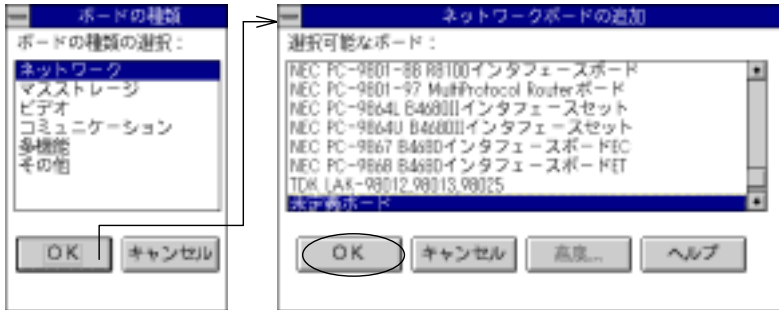 ボードの種類
ボードの種類の選択：
ネットワーク
マスストレージ
ビデオ
コミュニケーション
多機能
その他
OK
キャンセル
ネットワークボードの追加
選択可能なボード：
NEC PC-9801-88 R8100インタフェースボード
NEC PC-9801-97 MultiProtocol Routerボード
NEC PC-9864L B4680IIインタフェースセット
NEC PC-9864U B4680IIインタフェースセット
NEC PC-9867 B4680インタフェースボードEC
NEC PC-9868 B4680インタフェースボードET
TDK LAK-98012,98013,98025
未定義ボード
OK
キャンセル
高度...
ヘルプ